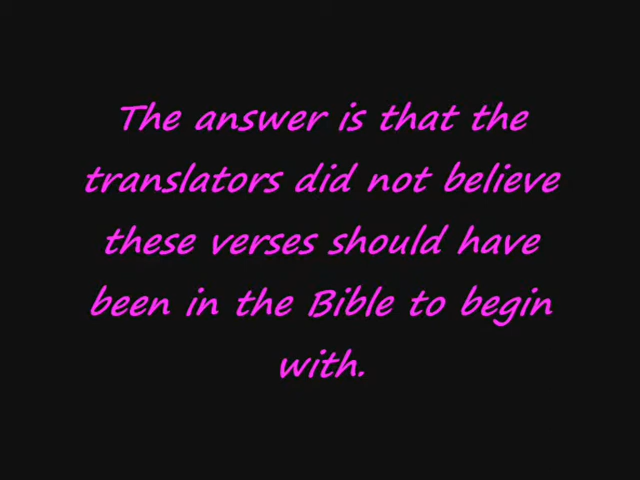 The answer is that the
translators did not believe
these verses should have
been in the Bible to begin
with.